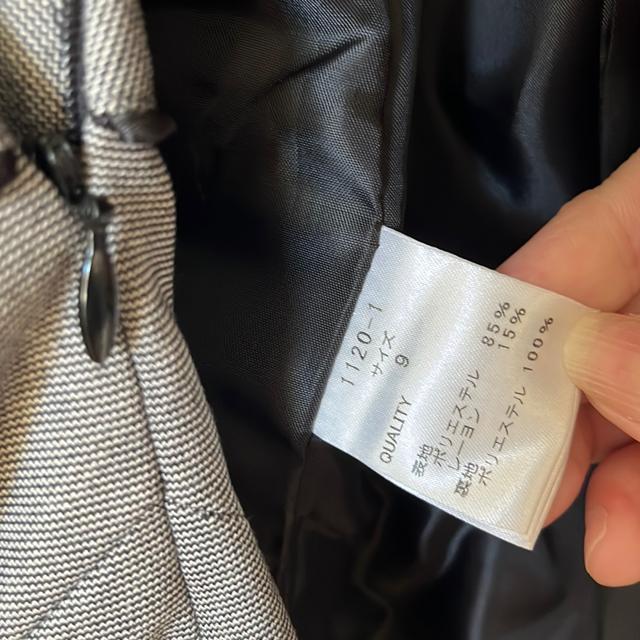 1120-1
サイズ
9
QUALITY
表地
ポリエステル 85%
レーヨン 15%
裏地
ポリエステル 100%